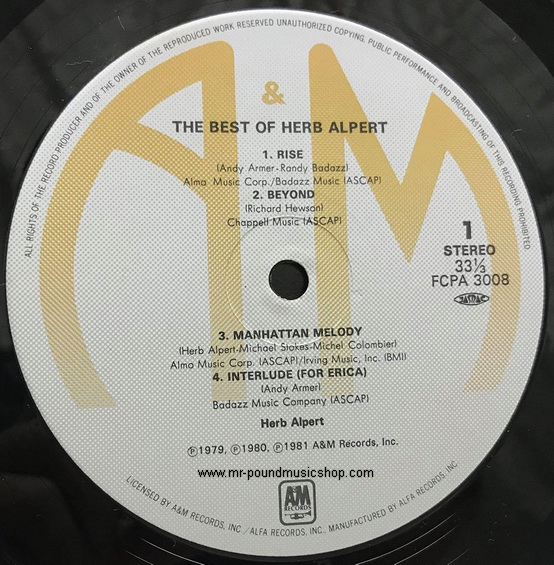 ALL RIGHTS OF THE RECORD PRODUCER AND OF THE OWNER OF THE REPRODUCED WORK RESERVED UNAUTHORIZED COPYING, PUBLIC PERFORMANCE AND BROADCASTING OF THIS RECORDING PROHIBITED
A & M
THE BEST OF HERB ALPERT
1. RISE
(Andy Armer-Randy Badazz)
Almo Music Corp./Badazz Music (ASCAP)
2. BEYOND
(Richard Hewson)
Chappell Music (ASCAP)
1
STEREO
33⅓
FCPA 3008
JASRAC
3. MANHATTAN MELODY
(Herb Alpert-Michael Stokes-Michel Colombier)
Almo Music Corp. (ASCAP)/Irving Music, Inc. (BMI)
4. INTERLUDE (FOR ERICA)
(Andy Armer)
Badazz Music Company (ASCAP)
Herb Alpert
℗1979, ℗1980, ℗1981 A&M Records, Inc.
www.mr-poundmusicshop.com
A&M
RECORDS
LICENSED BY A&M RECORDS, INC./ALFA RECORDS, INC., MANUFACTURED BY ALFA RECORDS, INC